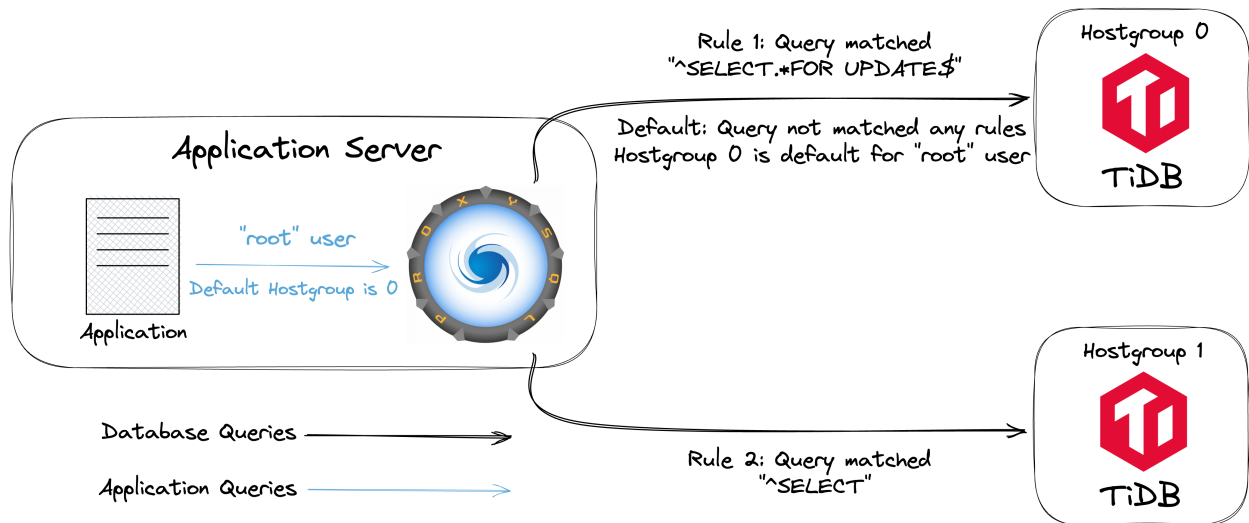 Rule 1: Query matched
"^SELECT.*FOR UPDATE$"
Default: Query not matched any rules
Hostgroup 0 is default for "root" user
Hostgroup 0
TiDB
Application Server
"root" user
Default Hostgroup is 0
Application
PROXYSQL
Database Queries
Application Queries
Rule 2: Query matched
"^SELECT"
Hostgroup 1
TiDB